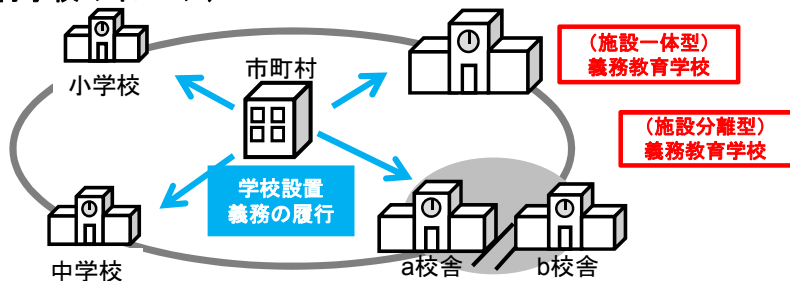 小学校
市町村
(施設一体型)
義務教育学校
(施設分離型)
義務教育学校
学校設置
義務の履行
中学校
a校舎
b校舎